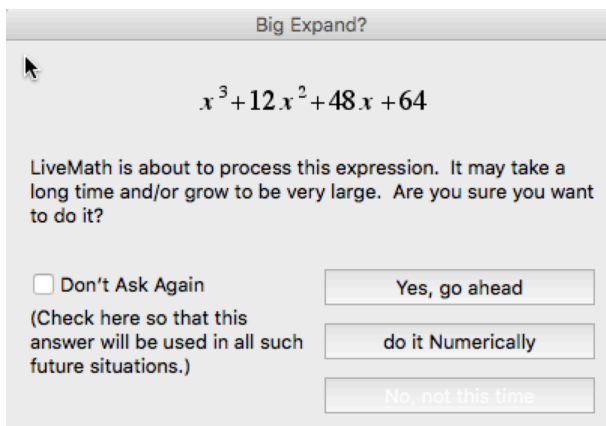 Big Expand?
x³+12x²+48x+64
LiveMath is about to process this expression. It may take a
long time and/or grow to be very large. Are you sure you want
to do it?
Don't Ask Again
(Check here so that this
answer will be used in all such
future situations.)
Yes, go ahead
do it Numerically
No, not this time